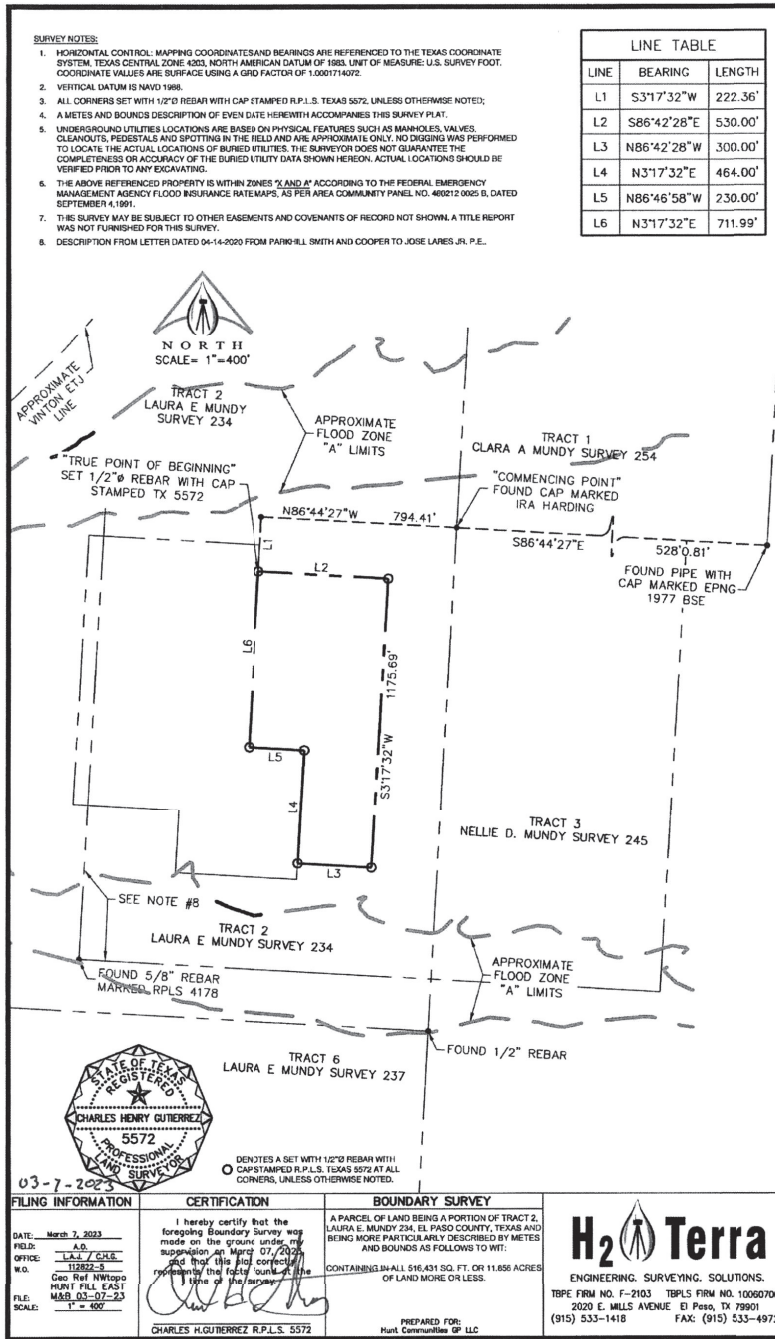 SURVEY NOTES:
1. HORIZONTAL CONTROL: MAPPING COORDINATESAND BEARINGS ARE REFERENCED TO THE TEXAS COORDINATE
SYSTEM, TEXAS CENTRAL ZONE 4203, NORTH AMERICAN DATUM OF 1983. UNIT OF MEASURE: U.S. SURVEY FOOT.
COORDINATE VALUES ARE SURFACE USING A GRD FACTOR OF 1.0001714072.
2. VERTICAL DATUM IS NAVD 1988.
3. ALL CORNERS SET WITH 1/2"Ø REBAR WITH CAP STAMPED R.P.L.S. TEXAS 5572, UNLESS OTHERWISE NOTED;
4. A METES AND BOUNDS DESCRIPTION OF EVEN DATE HEREWITH ACCOMPANIES THIS SURVEY PLAT.
5. UNDERGROUND UTILITIES LOCATIONS ARE BASED ON PHYSICAL FEATURES SUCH AS MANHOLES, VALVES,
CLEANOUTS, PEDESTALS AND SPOTTING IN THE FIELD AND ARE APPROXIMATE ONLY. NO DIGGING WAS PERFORMED
TO LOCATE THE ACTUAL LOCATIONS OF BURIED UTILITIES. THE SURVEYOR DOES NOT GUARANTEE THE
COMPLETENESS OR ACCURACY OF THE BURIED UTILITY DATA SHOWN HEREON. ACTUAL LOCATIONS SHOULD BE
VERIFIED PRIOR TO ANY EXCAVATING.
6. THE ABOVE REFERENCED PROPERTY IS WITHIN ZONES "X AND A" ACCORDING TO THE FEDERAL EMERGENCY
MANAGEMENT AGENCY FLOOD INSURANCE RATEMAPS, AS PER AREA COMMUNITY PANEL NO. 480212 0025 B, DATED
SEPTEMBER 4,1991.
7. THIS SURVEY MAY BE SUBJECT TO OTHER EASEMENTS AND COVENANTS OF RECORD NOT SHOWN. A TITLE REPORT
WAS NOT FURNISHED FOR THIS SURVEY.
8. DESCRIPTION FROM LETTER DATED 04-14-2020 FROM PARKHILL SMITH AND COOPER TO JOSE LARES JR. P.E..
LINE TABLE
LINE BEARING LENGTH
L1 S3°17'32"W 222.36'
L2 S86°42'28"E 530.00'
L3 N86°42'28"W 300.00'
L4 N3°17'32"E 464.00'
L5 N86°46'58"W 230.00'
L6 N3°17'32"E 711.99'
NORTH
SCALE= 1"=400'
APPROXIMATE
VINTON ETJ
LINE
TRACT 2
LAURA E MUNDY
SURVEY 234
APPROXIMATE
FLOOD ZONE
"A" LIMITS
TRACT 1
CLARA A MUNDY SURVEY 254
"TRUE POINT OF BEGINNING"
SET 1/2"Ø REBAR WITH CAP
STAMPED TX 5572
"COMMENCING POINT"
FOUND CAP MARKED
IRA HARDING
N86°44'27"W 794.41'
S86°44'27"E
528'0.81'
FOUND PIPE WITH
CAP MARKED EPNG
1977 BSE
L1
L2
L6
1175.69'
S3°17'32"W
L5
L4
L3
TRACT 3
NELLIE D. MUNDY SURVEY 245
SEE NOTE #8
TRACT 2
LAURA E MUNDY SURVEY 234
APPROXIMATE
FLOOD ZONE
"A" LIMITS
FOUND 5/8" REBAR
MARKED RPLS 4178
FOUND 1/2" REBAR
TRACT 6
LAURA E MUNDY SURVEY 237
STATE OF TEXAS
REGISTERED
CHARLES HENRY GUTIERREZ
5572
PROFESSIONAL
LAND SURVEYOR
03-7-2023
DENOTES A SET WITH 1/2"Ø REBAR WITH
CAPSTAMPED R.P.L.S. TEXAS 5572 AT ALL
CORNERS, UNLESS OTHERWISE NOTED.
FILING INFORMATION
DATE: March 7, 2023
FIELD: A.O.
OFFICE: L.A.J. / C.H.G.
W.O. 112822-5
Geo Ref NWtopo
HUNT FILL EAST
FILE: M&B 03-07-23
SCALE: 1" = 400'
CERTIFICATION
I hereby certify that the
foregoing Boundary Survey was
made on the ground under my
supervision on March 07, 2023
and that this plat correctly
represents the facts found at the
time of the survey.
CHARLES H.GUTIERREZ R.P.L.S. 5572
BOUNDARY SURVEY
A PARCEL OF LAND BEING A PORTION OF TRACT 2,
LAURA E. MUNDY 234, EL PASO COUNTY, TEXAS AND
BEING MORE PARTICULARLY DESCRIBED BY METES
AND BOUNDS AS FOLLOWS TO WIT:
CONTAINING IN-ALL 516,431 SQ. FT. OR 11.856 ACRES
OF LAND MORE OR LESS.
PREPARED FOR:
Hunt Communities GP LLC
H2 Terra
ENGINEERING. SURVEYING. SOLUTIONS.
TBPE FIRM NO. F-2103 TBPLS FIRM NO. 10060700
2020 E. MILLS AVENUE El Paso, TX 79901
(915) 533-1418 FAX: (915) 533-4972